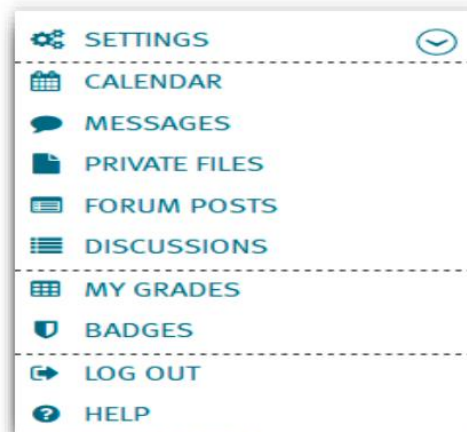 SETTINGS
CALENDAR
MESSAGES
PRIVATE FILES
FORUM POSTS
DISCUSSIONS
MY GRADES
BADGES
LOG OUT
HELP